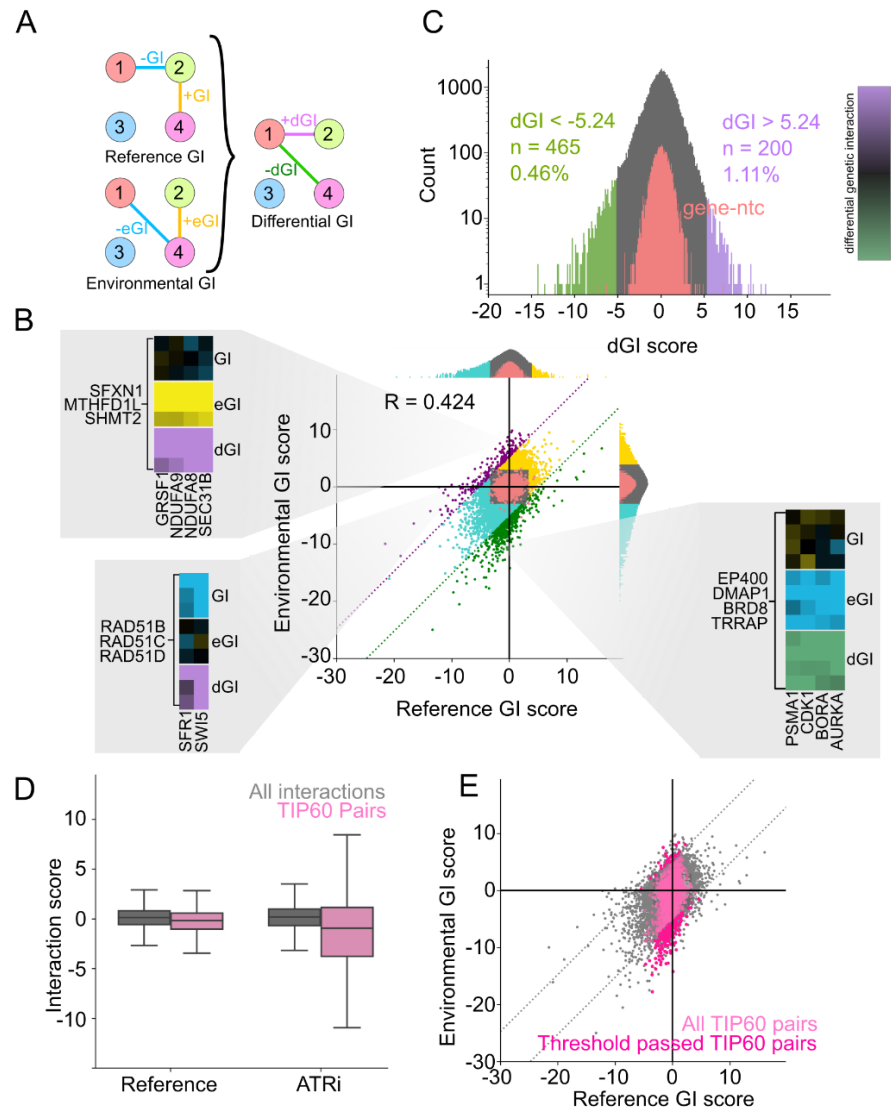 A
1
-GI
2
+GI
3
4
Reference GI
1
2
-eGI
+eGI
3
4
Environmental GI
1
+dGI
2
-dGI
3
4
Differential GI
C
Count
1000
100
10
1
dGI < -5.24
n = 465
0.46%
dGI > 5.24
n = 200
1.11%
gene-ntc
-20
-15
-10
-5
0
5
10
15
dGI score
differential genetic interaction
B
SFXN1
MTHFD1L
SHMT2
GI
eGI
dGI
GRSF1
NDUFA9
NDUFA8
SEC31B
RAD51B
RAD51C
RAD51D
GI
eGI
dGI
SFR1
SWI5
R = 0.424
Environmental GI score
10
0
-10
-20
-30
-30
-20
-10
0
10
Reference GI score
EP400
DMAP1
BRD8
TRRAP
GI
eGI
dGI
PSMA1
CDK1
BORA
AURKA
D
All interactions
TIP60 Pairs
Interaction score
10
5
0
-5
-10
Reference
ATRi
E
Environmental GI score
10
0
-10
-20
-30
All TIP60 pairs
Threshold passed TIP60 pairs
-30
-20
-10
0
10
Reference GI score